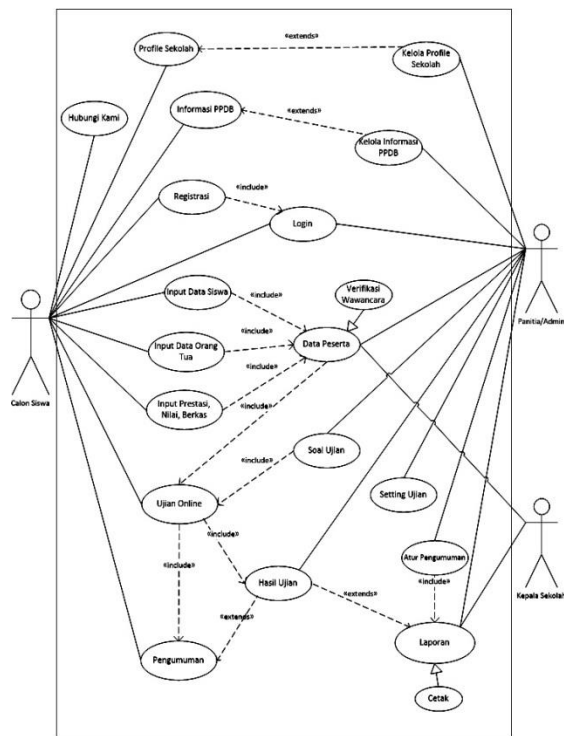 Profile Sekolah
«extends»
Kelola Profile
Sekolah
Hubungi Kami
Informasi PPDB
«extends»
Kelola Informasi
PPDB
Registrasi
«include»
Login
Panitia/Admin
Input Data Siswa
«include»
Verifikasi
Wawancara
Input Data Orang
Tua
«include»
Data Peserta
Calon Siswa
Input Prestasi,
Nilai, Berkas
«include»
«include»
«include»
Soal Ujian
Setting Ujian
Ujian Online
«include»
«include»
Hasil Ujian
Atur Pengumuman
«include»
Kepala Sekolah
«extends»
«extends»
Pengumuman
Laporan
Cetak